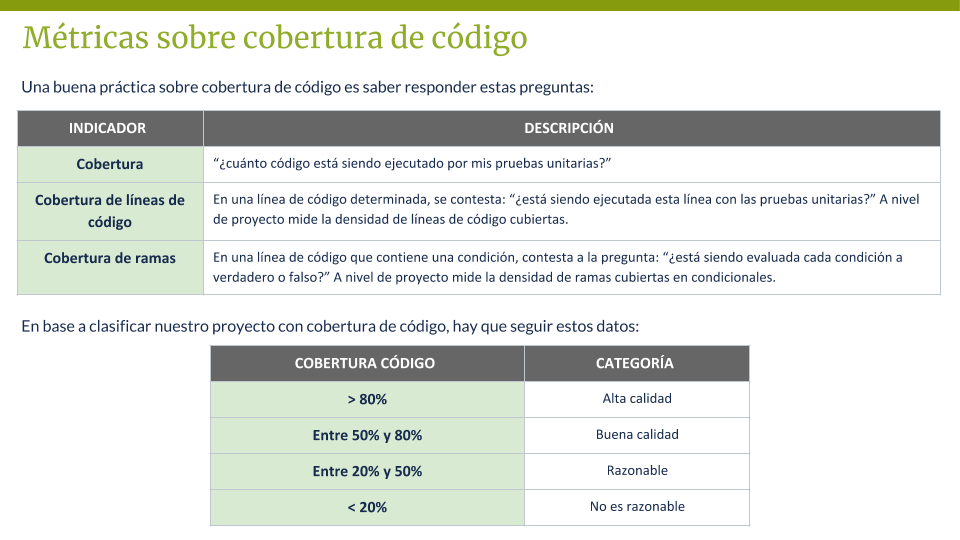 Métricas sobre cobertura de código
Una buena práctica sobre cobertura de código es saber responder estas preguntas:
INDICADOR DESCRIPCIÓN
Cobertura “¿cuánto código está siendo ejecutado por mis pruebas unitarias?”
Cobertura de líneas de
código
En una línea de código determinada, se contesta: “¿está siendo ejecutada esta línea con las pruebas unitarias?” A nivel
de proyecto mide la densidad de líneas de código cubiertas.
Cobertura de ramas
En una línea de código que contiene una condición, contesta a la pregunta: “¿está siendo evaluada cada condición a
verdadero o falso?” A nivel de proyecto mide la densidad de ramas cubiertas en condicionales.
En base a clasificar nuestro proyecto con cobertura de código, hay que seguir estos datos:
COBERTURA CÓDIGO CATEGORÍA
> 80% Alta calidad
Entre 50% y 80% Buena calidad
Entre 20% y 50% Razonable
< 20% No es razonable